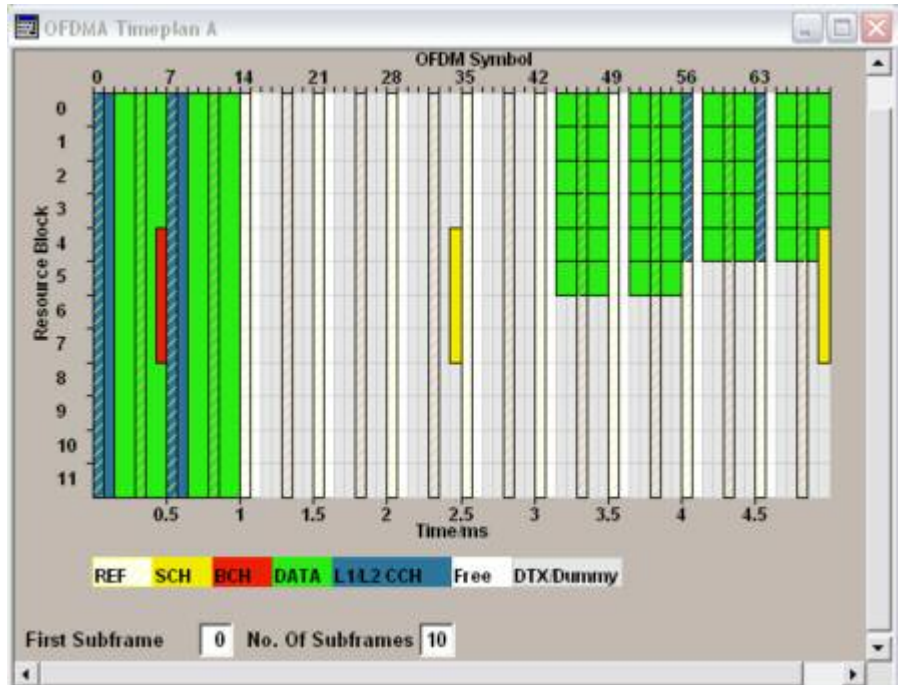 OFDMA Timeplan A
OFDM Symbol
0 7 14 21 28 35 42 49 56 63
Resource Block
0
1
2
3
4
5
6
7
8
9
10
11
0.5 1 1.5 2 2.5 3 3.5 4 4.5
Time/ms
REF SCH BCH DATA L1/L2 CCH Free DTX/Dummy
First Subframe 0 No. Of Subframes 10